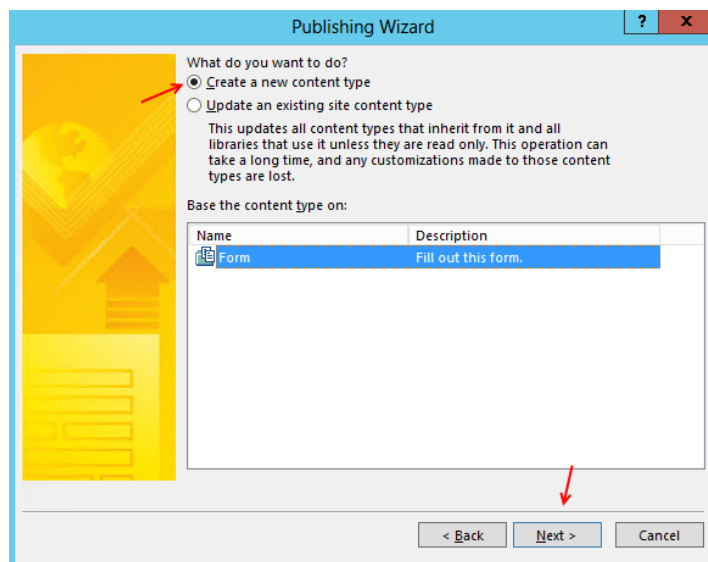 Publishing Wizard
? x
What do you want to do?
Create a new content type
Update an existing site content type
This updates all content types that inherit from it and all
libraries that use it unless they are read only. This operation can
take a long time, and any customizations made to those content
types are lost.
Base the content type on:
Name Description
Form Fill out this form.
< Back Next > Cancel